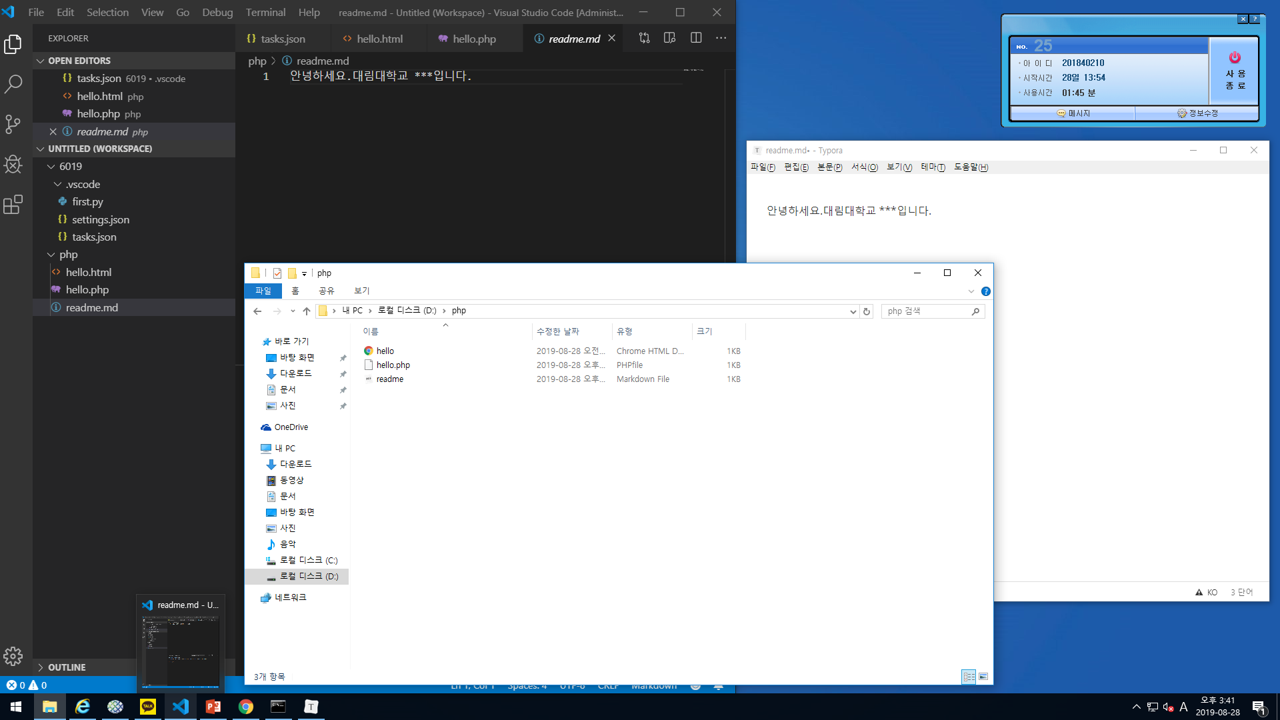 File Edit Selection View Go Debug Terminal Help readme.md - Untitled (Workspace) - Visual Studio Code [Administ...
EXPLORER
tasks.json hello.html hello.php readme.md
OPEN EDITORS
tasks.json 6019 • .vscode
hello.html php
hello.php php
readme.md php
UNTITLED (WORKSPACE)
6019
.vscode
first.py
settings.json
tasks.json
php
hello.html
hello.php
readme.md
OUTLINE
php > readme.md
1 안녕하세요.대림대학교 ***입니다.
0 0
Ln 1, Col 1 Spaces: 4 UTF-8 CRLF Markdown
NO. 25
아 이 디 201840210
시작시간 28일 13:54
사용시간 01:45 분
사 용
종 료
메시지 정보수정
readme.md• - Typora
파일(F) 편집(E) 본문(P) 서식(O) 보기(V) 테마(T) 도움말(H)
안녕하세요.대림대학교 ***입니다.
KO 3 단어
php
파일 홈 공유 보기
내 PC > 로컬 디스크 (D:) > php
php 검색
바로 가기
바탕 화면
다운로드
문서
사진
OneDrive
내 PC
다운로드
동영상
문서
바탕 화면
사진
음악
로컬 디스크 (C:)
로컬 디스크 (D:)
네트워크
이름 수정한 날짜 유형 크기
hello 2019-08-28 오전... Chrome HTML D... 1KB
hello.php 2019-08-28 오후... PHPfile 1KB
readme 2019-08-28 오후... Markdown File 1KB
3개 항목
readme.md - U...
A
오후 3:41
2019-08-28
1